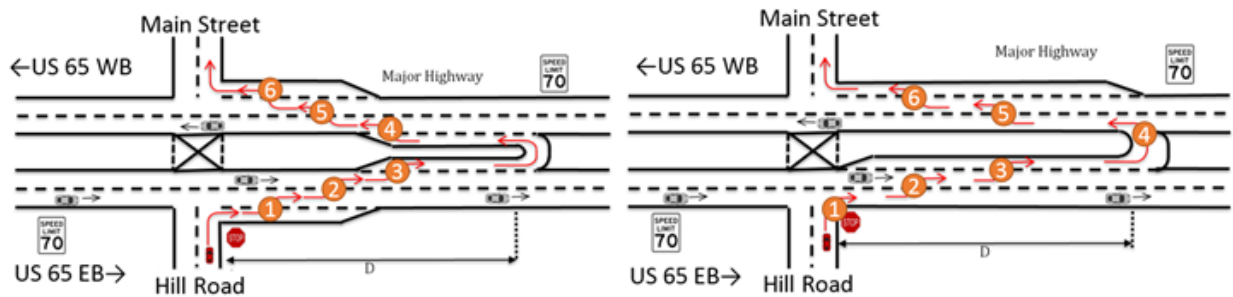 Main Street
←US 65 WB
Major Highway
SPEED
LIMIT
70
6
5
4
3
2
1
STOP
SPEED
LIMIT
70
D
US 65 EB→
Hill Road
Main Street
←US 65 WB
Major Highway
SPEED
LIMIT
70
6
5
4
3
2
1
STOP
SPEED
LIMIT
70
D
US 65 EB→
Hill Road